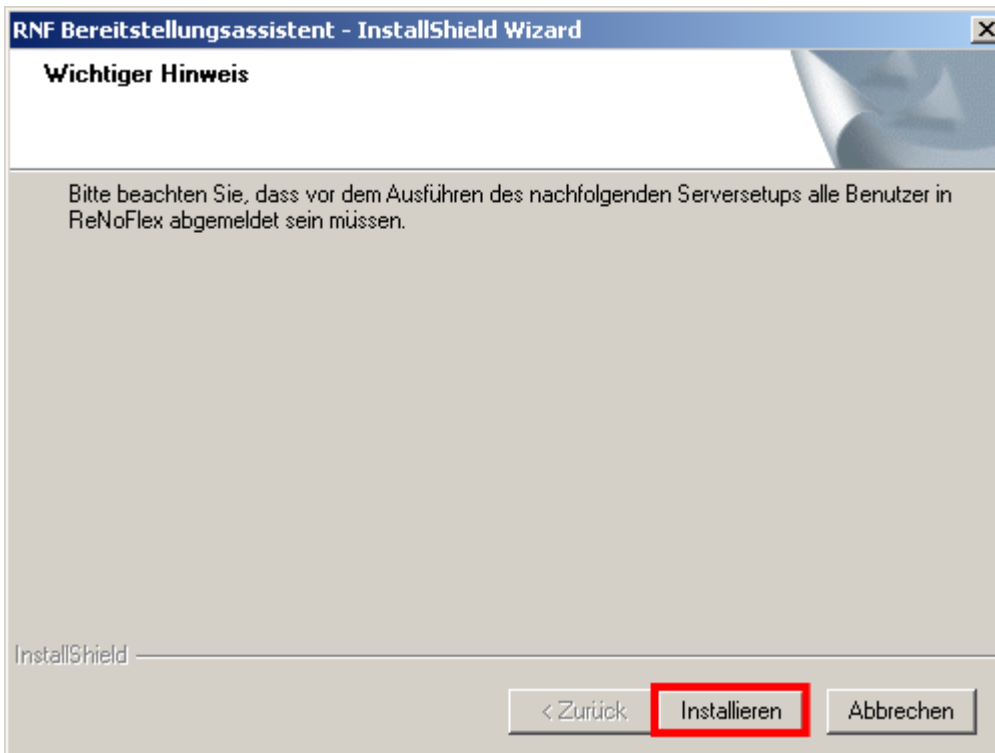 RNF Bereitstellungsassistent - InstallShield Wizard
Wichtiger Hinweis
Bitte beachten Sie, dass vor dem Ausführen des nachfolgenden Serversetups alle Benutzer in
ReNoFlex abgemeldet sein müssen.
InstallShield
< Zurück Installieren Abbrechen